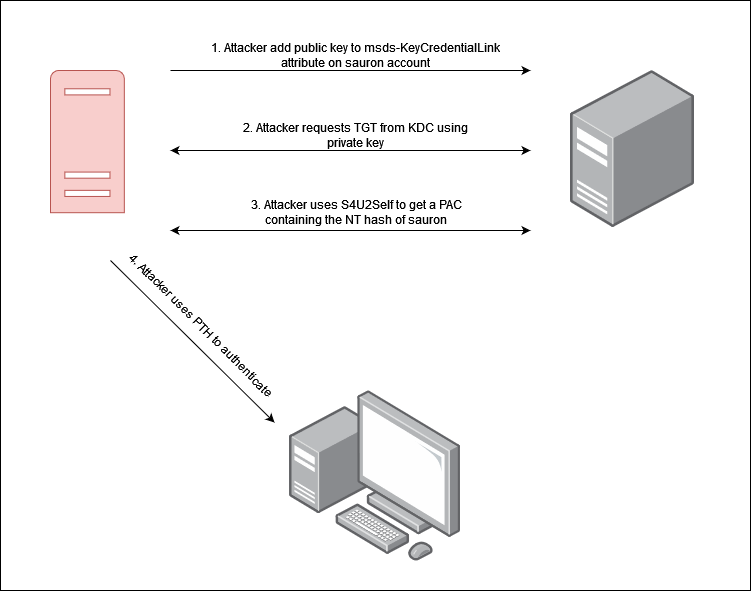 1. Attacker add public key to msds-KeyCredentialLink
attribute on sauron account
2. Attacker requests TGT from KDC using
private key
3. Attacker uses S4U2Self to get a PAC
containing the NT hash of sauron
4. Attacker uses PTH to authenticate